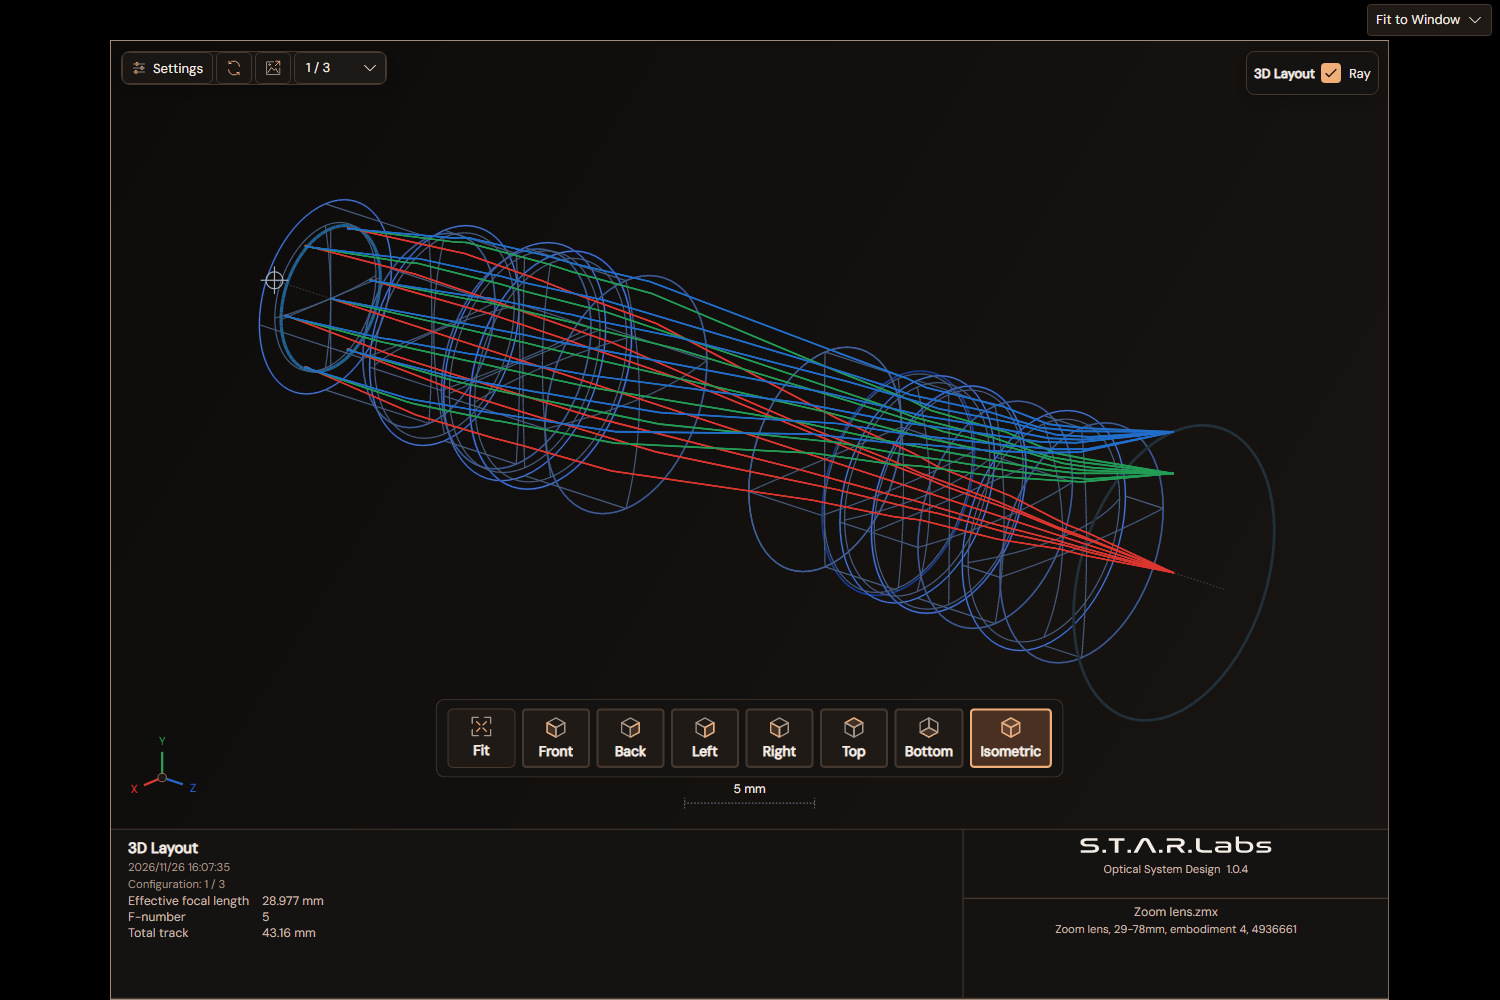 Fit to Window
Settings
1 / 3
3D Layout
Ray
Fit
Front
Back
Left
Right
Top
Bottom
Isometric
5 mm
Y
X
Z
3D Layout
2026/11/26 16:07:35
Configuration: 1 / 3
Effective focal length 28.977 mm
F-number 5
Total track 43.16 mm
S.T.A.R.Labs
Optical System Design 1.0.4
Zoom lens.zmx
Zoom lens, 29-78mm, embodiment 4, 4936661